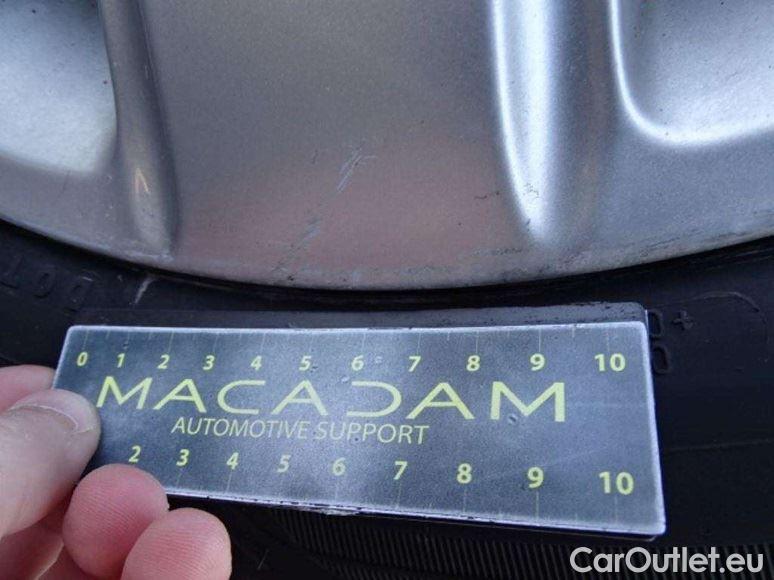 DOT
0 1 2 3 4 5 6 7 8 9 10
MACADAM
AUTOMOTIVE SUPPORT
2 3 4 5 6 7 8 9 10
CarOutlet.eu